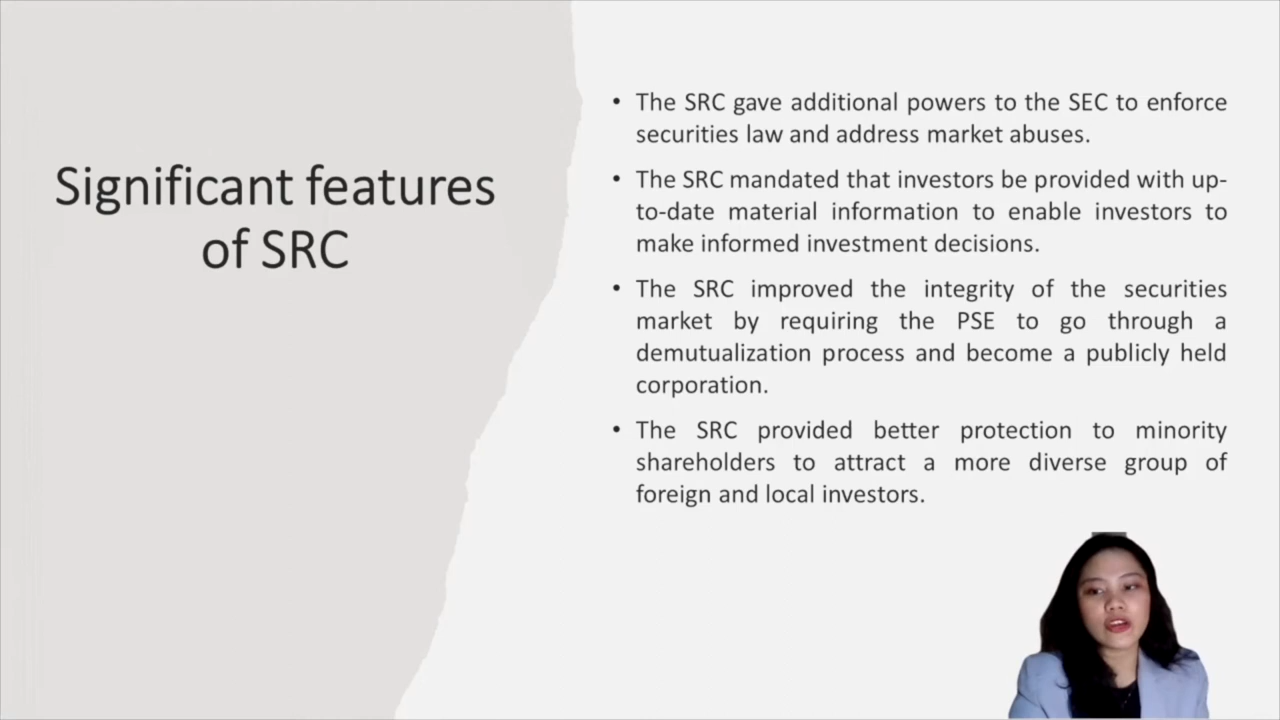 Significant features
of SRC
• The SRC gave additional powers to the SEC to enforce
securities law and address market abuses.
• The SRC mandated that investors be provided with up-
to-date material information to enable investors to
make informed investment decisions.
• The SRC improved the integrity of the securities
market by requiring the PSE to go through a
demutualization process and become a publicly held
corporation.
• The SRC provided better protection to minority
shareholders to attract a more diverse group of
foreign and local investors.